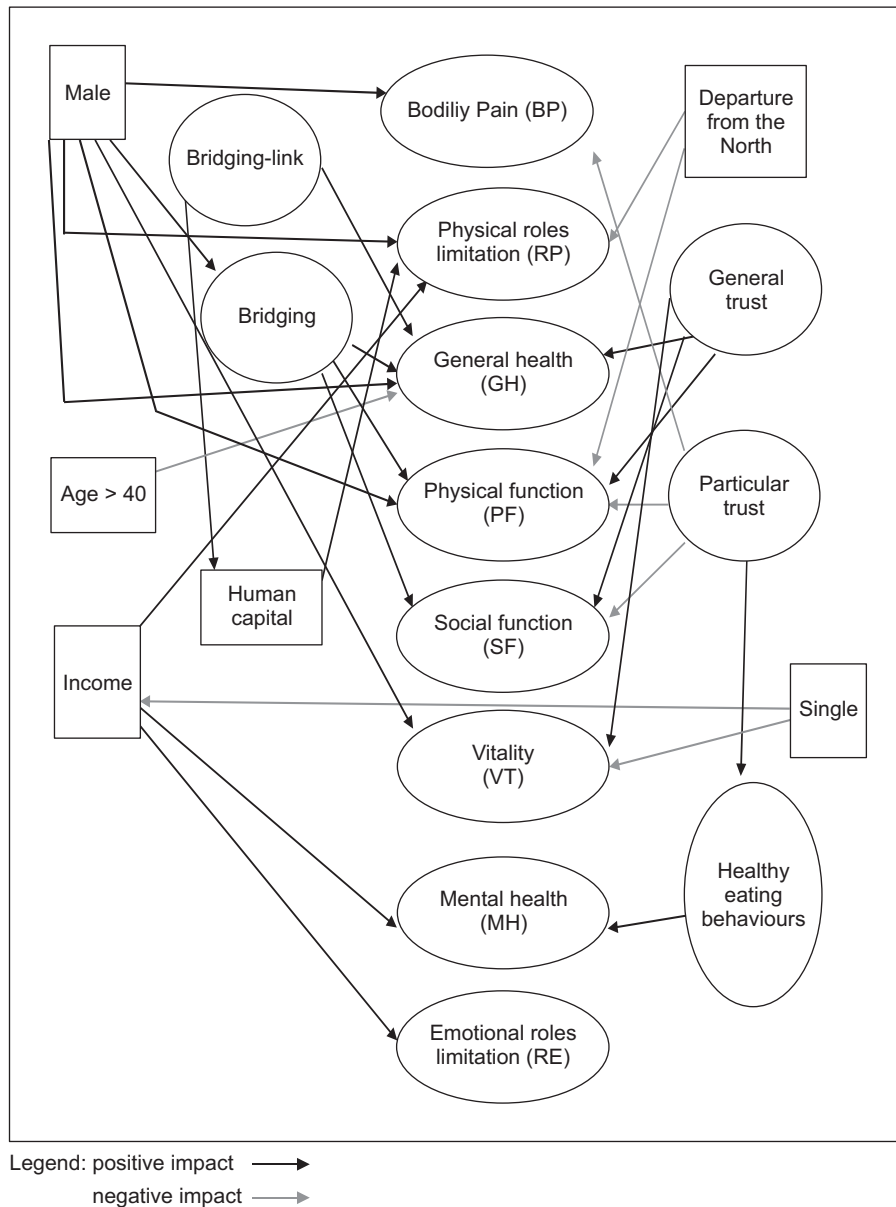 Male
Bridging-link
Bodiliy Pain (BP)
Departure
from the
North
Physical roles
limitation (RP)
General
trust
Bridging
General health
(GH)
Age > 40
Physical function
(PF)
Particular
trust
Human
capital
Social function
(SF)
Income
Single
Vitality
(VT)
Mental health
(MH)
Healthy
eating
behaviours
Emotional roles
limitation (RE)
Legend: positive impact
negative impact